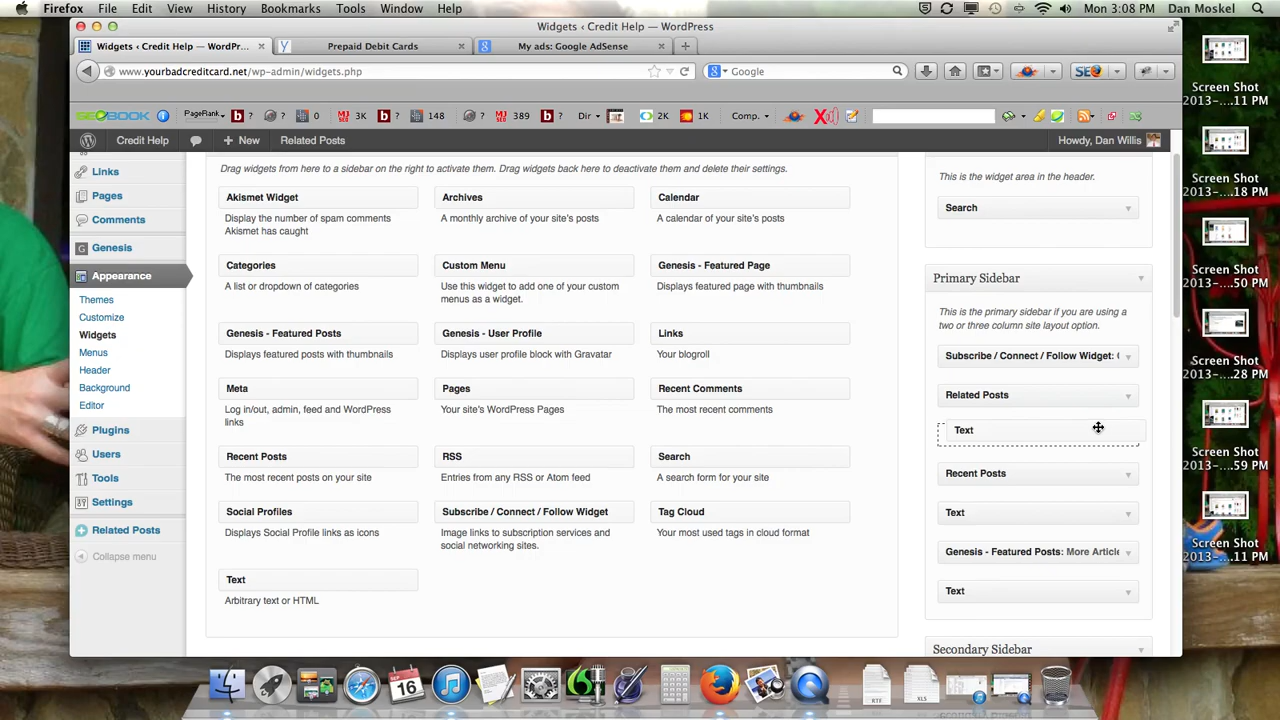 Firefox File Edit View History Bookmarks Tools Window Help
Mon 3:08 PM Dan Moskel
Widgets ‹ Credit Help — WordPress
Widgets ‹ Credit Help — WordPr...
Prepaid Debit Cards
My ads: Google AdSense
www.yourbadcreditcard.net/wp-admin/widgets.php
Google
SEO
SEOBOOK
PageRank ? ? 0 3K ? 148 389 ? Dir 2K 1K Comp.
Credit Help
+ New
Related Posts
Howdy, Dan Willis
Links
Pages
Comments
Genesis
Appearance
Themes
Customize
Widgets
Menus
Header
Background
Editor
Plugins
Users
Tools
Settings
Related Posts
Collapse menu
Drag widgets from here to a sidebar on the right to activate them. Drag widgets back here to deactivate them and delete their settings.
Akismet Widget
Display the number of spam comments
Akismet has caught
Archives
A monthly archive of your site's posts
Calendar
A calendar of your site's posts
Categories
A list or dropdown of categories
Custom Menu
Use this widget to add one of your custom
menus as a widget.
Genesis - Featured Page
Displays featured page with thumbnails
Genesis - Featured Posts
Displays featured posts with thumbnails
Genesis - User Profile
Displays user profile block with Gravatar
Links
Your blogroll
Meta
Log in/out, admin, feed and WordPress
links
Pages
Your site's WordPress Pages
Recent Comments
The most recent comments
Recent Posts
The most recent posts on your site
RSS
Entries from any RSS or Atom feed
Search
A search form for your site
Social Profiles
Displays Social Profile links as icons
Subscribe / Connect / Follow Widget
Image links to subscription services and
social networking sites.
Tag Cloud
Your most used tags in cloud format
Text
Arbitrary text or HTML
This is the widget area in the header.
Search
Primary Sidebar
This is the primary sidebar if you are using a
two or three column site layout option.
Subscribe / Connect / Follow Widget:
Related Posts
Text
Recent Posts
Text
Genesis - Featured Posts: More Article
Text
Secondary Sidebar
Screen Shot
2013-....11 PM
Screen Shot
2013-....18 PM
Screen Shot
2013-....50 PM
Screen Shot
2013-....28 PM
Screen Shot
2013-....59 PM
Screen Shot
2013-....11 PM
SEP
16
RTF
XLS